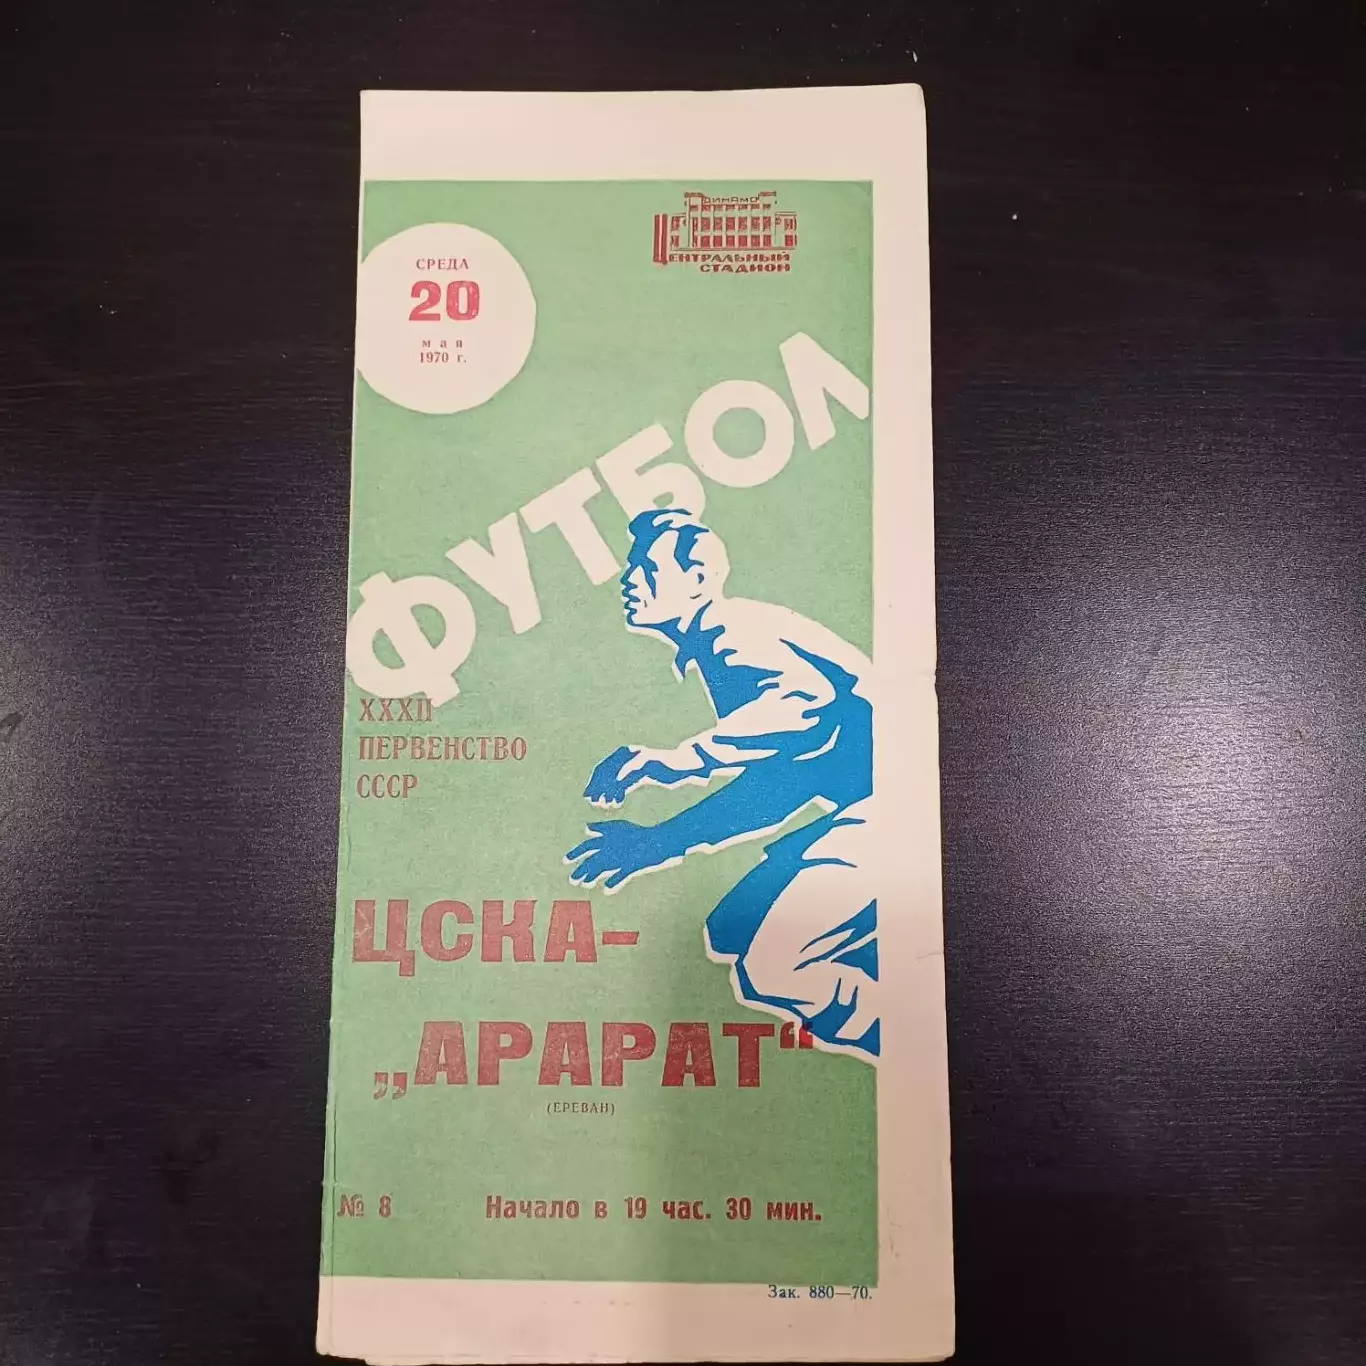 ДИНАМО
ЦЕНТРАЛЬНЫЙ
СТАДИОН
СРЕДА
20
мая
1970 г.
ФУТБОЛ
XXXII
ПЕРВЕНСТВО
СССР
ЦСКА-
„АРАРАТ“
(ЕРЕВАН)
№ 8 Начало в 19 час. 30 мин.
Зак. 880—70.